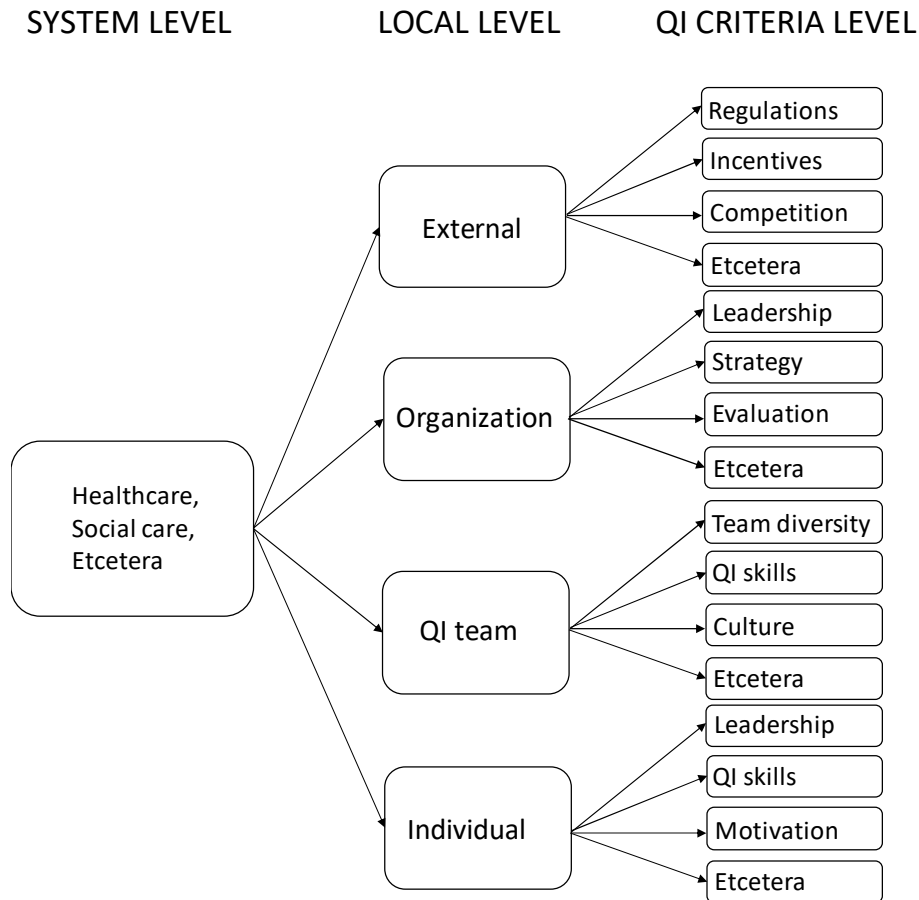 SYSTEM LEVEL
LOCAL LEVEL
QI CRITERIA LEVEL
Healthcare,
Social care,
Etcetera
External
Organization
QI team
Individual
Regulations
Incentives
Competition
Etcetera
Leadership
Strategy
Evaluation
Etcetera
Team diversity
QI skills
Culture
Etcetera
Leadership
QI skills
Motivation
Etcetera